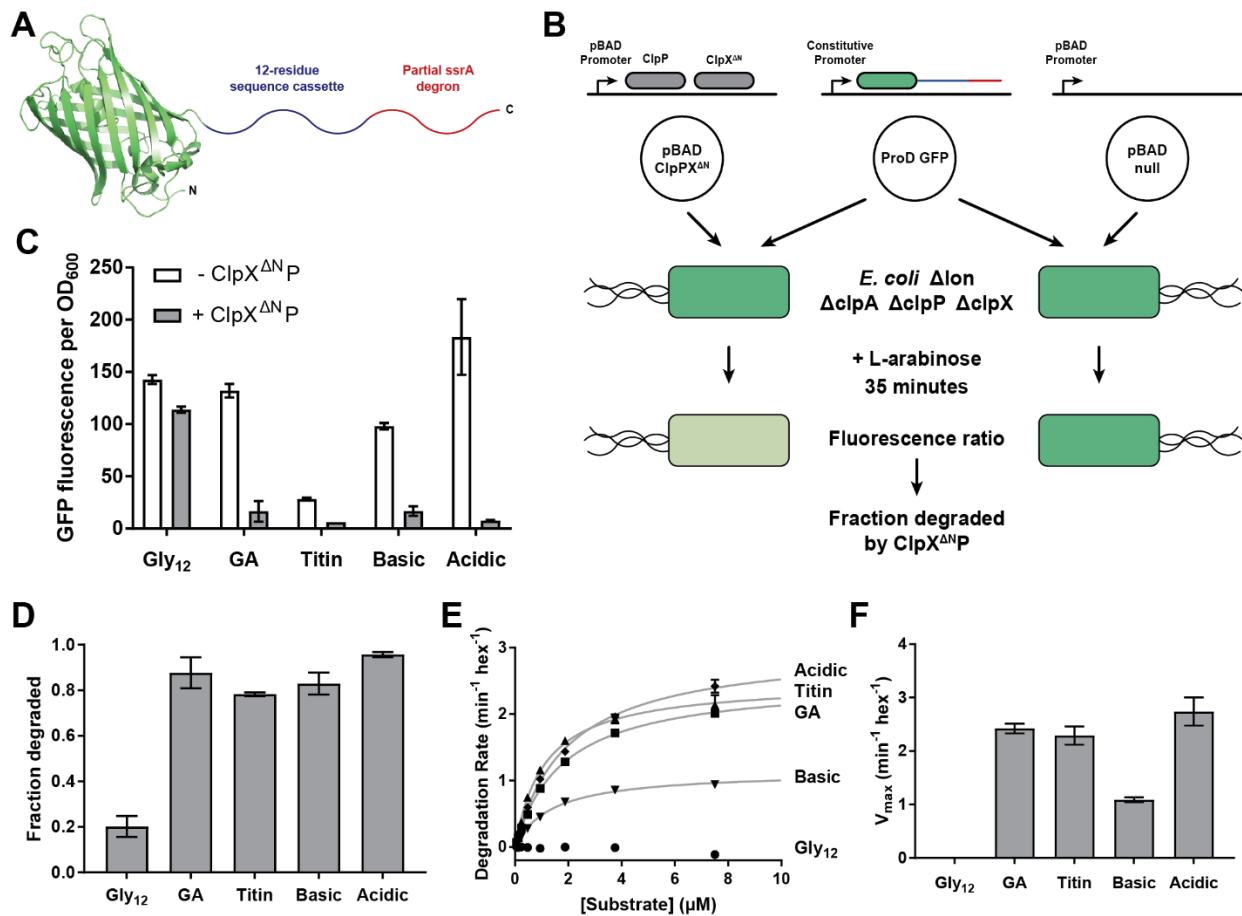 A
12-residue
sequence cassette
Partial ssrA
degron
C
N
B
pBAD
Promoter
ClpP
ClpX^ΔN
Constitutive
Promoter
pBAD
Promoter
pBAD
ClpPX^ΔN
ProD GFP
pBAD
null
E. coli Δlon
ΔclpA ΔclpP ΔclpX
+ L-arabinose
35 minutes
Fluorescence ratio
Fraction degraded
by ClpX^ΔNP
C
GFP fluorescence per OD600
250
200
150
100
50
0
- ClpX^ΔNP
+ ClpX^ΔNP
Gly12 GA Titin Basic Acidic
D
Fraction degraded
1.0
0.8
0.6
0.4
0.2
0.0
Gly12 GA Titin Basic Acidic
E
Degradation Rate (min-1 hex-1)
3
2
1
0
0 2 4 6 8 10
[Substrate] (µM)
Acidic
Titin
GA
Basic
Gly12
F
Vmax (min-1 hex-1)
4
3
2
1
0
Gly12 GA Titin Basic Acidic